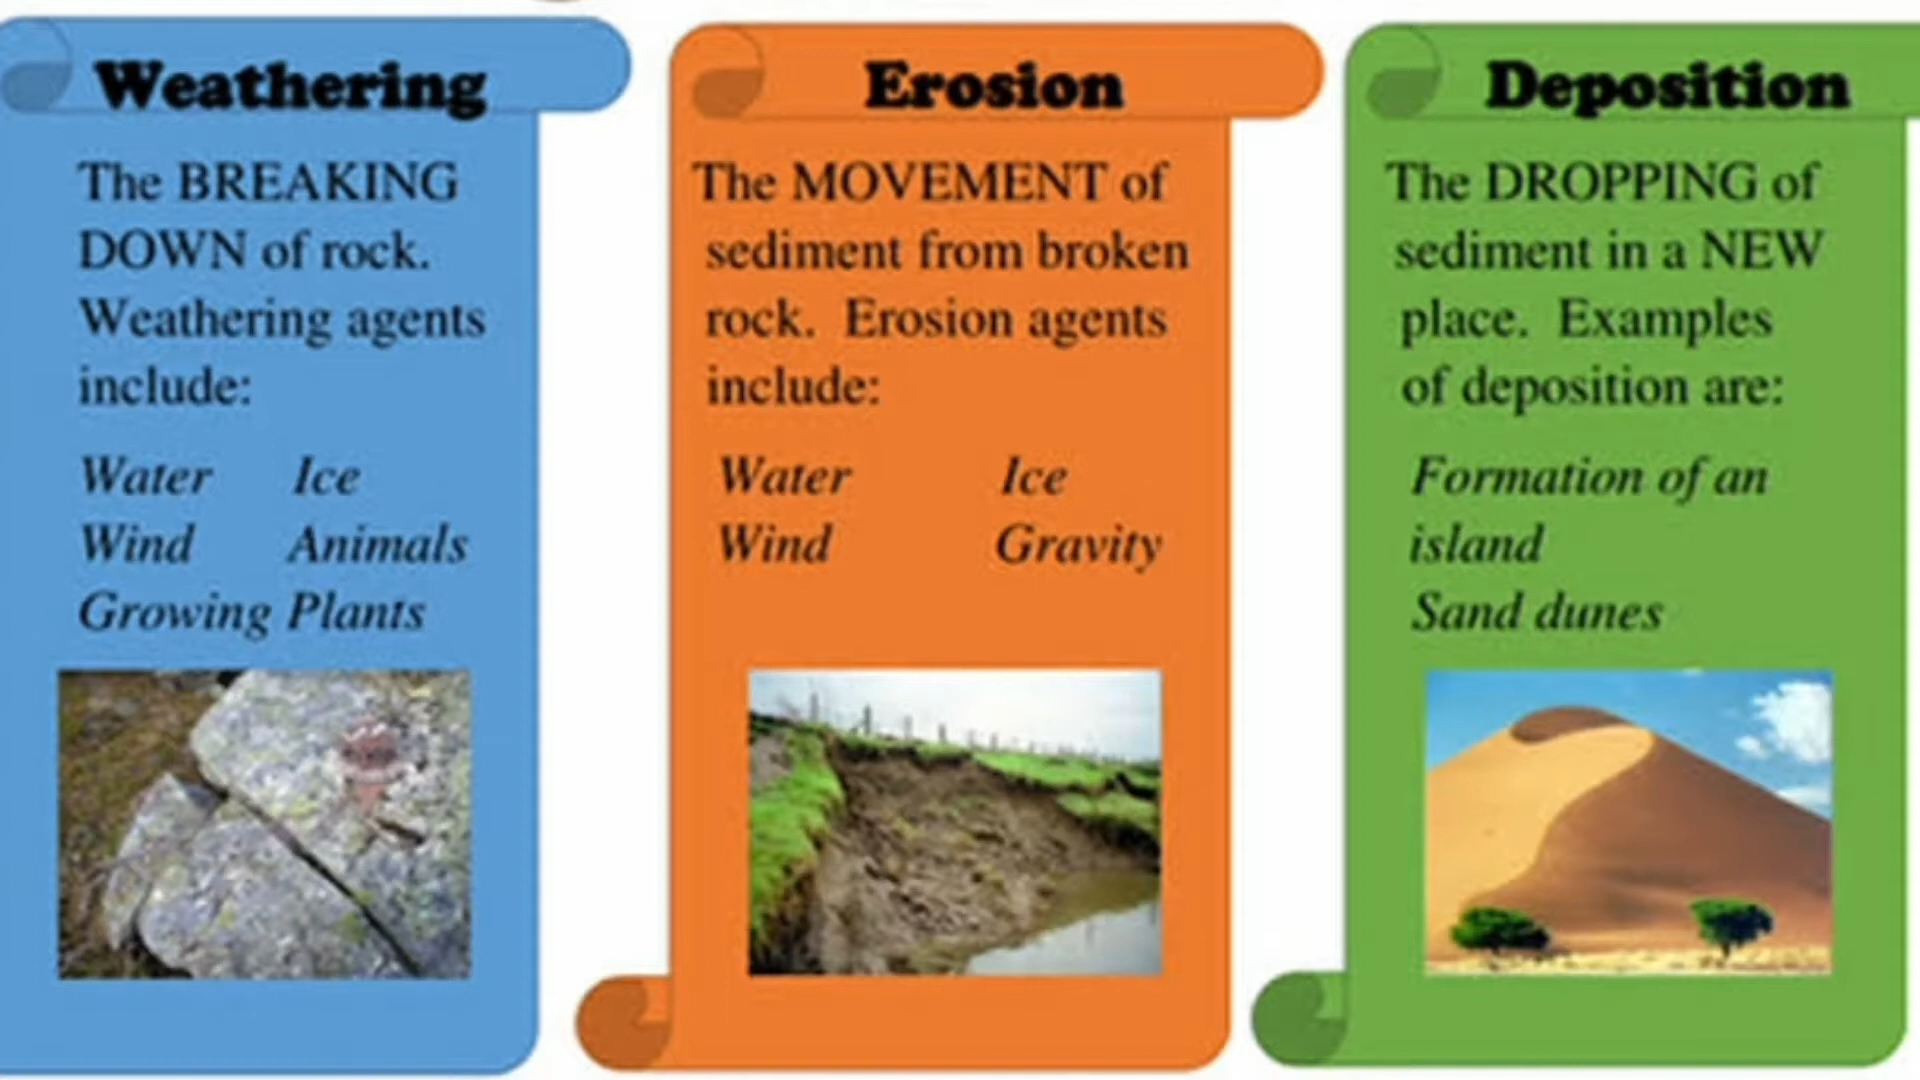 Weathering
The BREAKING
DOWN of rock.
Weathering agents
include:
Water Ice
Wind Animals
Growing Plants
Erosion
The MOVEMENT of
sediment from broken
rock. Erosion agents
include:
Water Ice
Wind Gravity
Deposition
The DROPPING of
sediment in a NEW
place. Examples
of deposition are:
Formation of an
island
Sand dunes